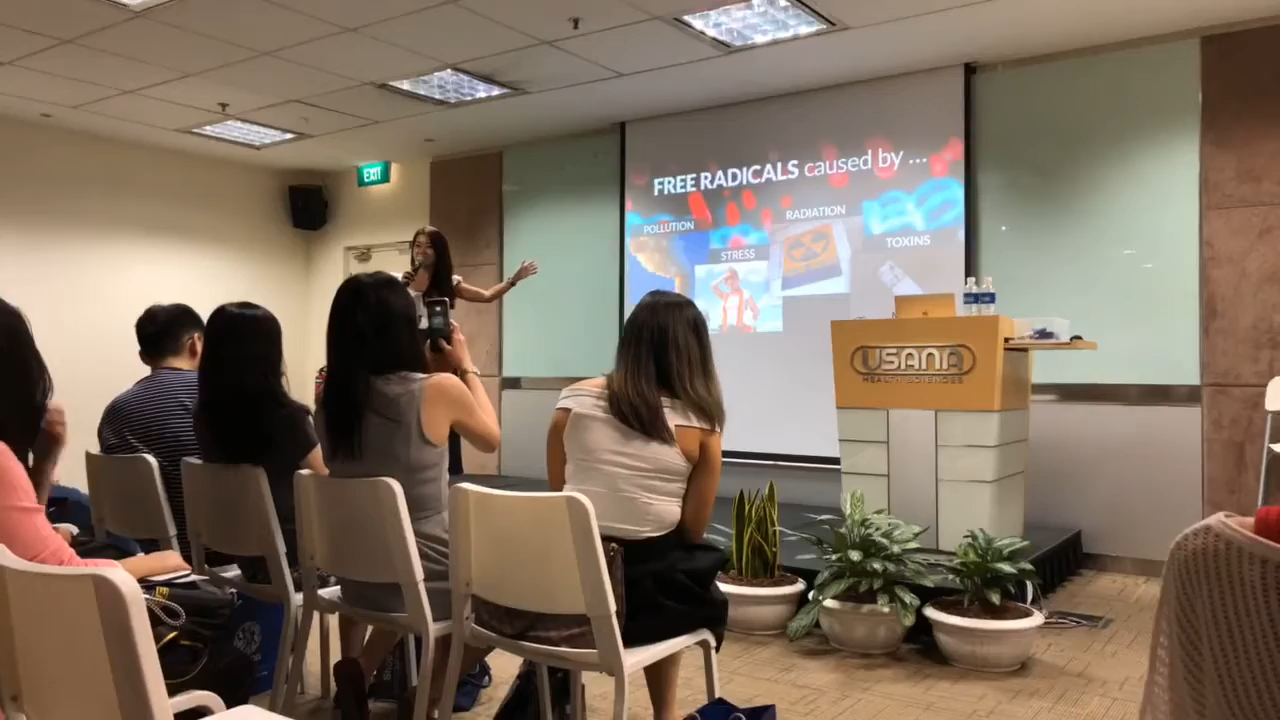 EXIT
FREE RADICALS caused by ...
RADIATION
POLLUTION
TOXINS
STRESS
USANA
HEALTH SCIENCES